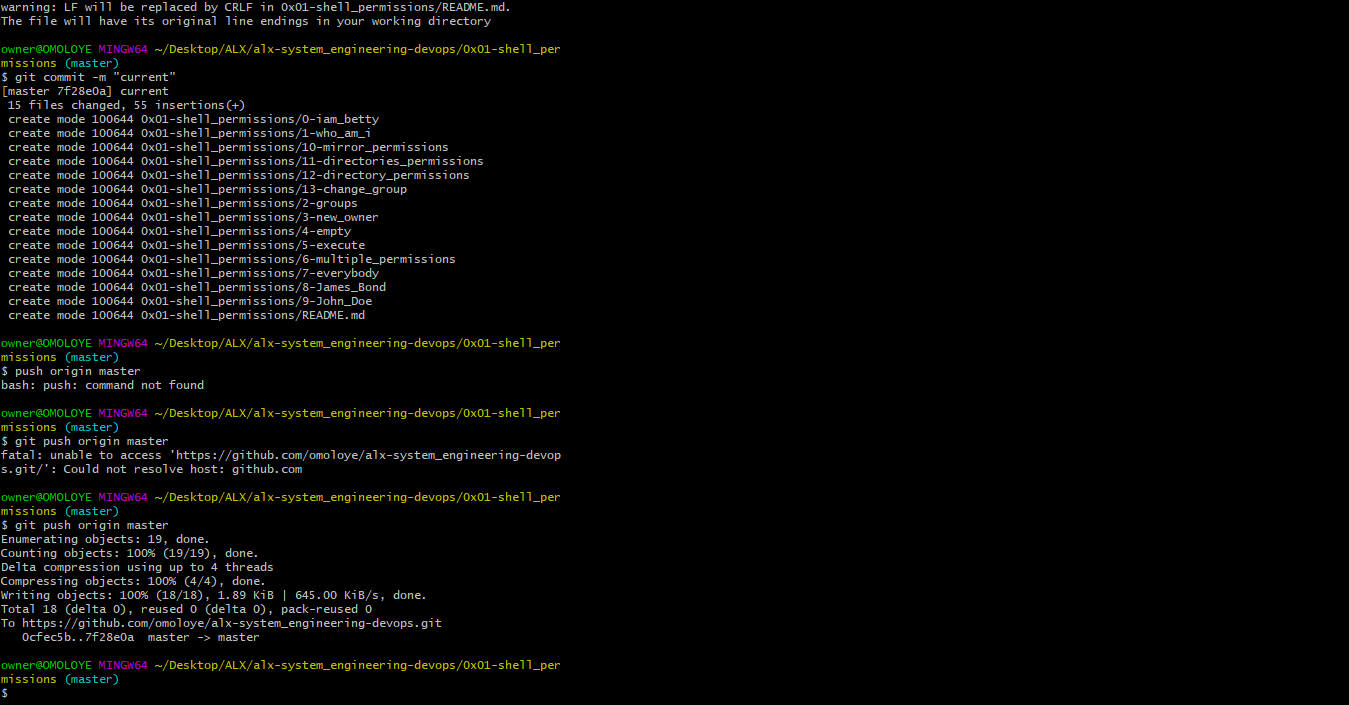 warning: LF will be replaced by CRLF in 0x01-shell_permissions/README.md.
The file will have its original line endings in your working directory
owner@OMOLOYE MINGW64 ~/Desktop/ALX/alx-system_engineering-devops/0x01-shell_per
missions (master)
$ git commit -m "current"
[master 7f28e0a] current
 15 files changed, 55 insertions(+)
 create mode 100644 0x01-shell_permissions/0-iam_betty
 create mode 100644 0x01-shell_permissions/1-who_am_i
 create mode 100644 0x01-shell_permissions/10-mirror_permissions
 create mode 100644 0x01-shell_permissions/11-directories_permissions
 create mode 100644 0x01-shell_permissions/12-directory_permissions
 create mode 100644 0x01-shell_permissions/13-change_group
 create mode 100644 0x01-shell_permissions/2-groups
 create mode 100644 0x01-shell_permissions/3-new_owner
 create mode 100644 0x01-shell_permissions/4-empty
 create mode 100644 0x01-shell_permissions/5-execute
 create mode 100644 0x01-shell_permissions/6-multiple_permissions
 create mode 100644 0x01-shell_permissions/7-everybody
 create mode 100644 0x01-shell_permissions/8-James_Bond
 create mode 100644 0x01-shell_permissions/9-John_Doe
 create mode 100644 0x01-shell_permissions/README.md
owner@OMOLOYE MINGW64 ~/Desktop/ALX/alx-system_engineering-devops/0x01-shell_per
missions (master)
$ push origin master
bash: push: command not found
owner@OMOLOYE MINGW64 ~/Desktop/ALX/alx-system_engineering-devops/0x01-shell_per
missions (master)
$ git push origin master
fatal: unable to access 'https://github.com/omoloye/alx-system_engineering-devop
s.git/': Could not resolve host: github.com
owner@OMOLOYE MINGW64 ~/Desktop/ALX/alx-system_engineering-devops/0x01-shell_per
missions (master)
$ git push origin master
Enumerating objects: 19, done.
Counting objects: 100% (19/19), done.
Delta compression using up to 4 threads
Compressing objects: 100% (4/4), done.
Writing objects: 100% (18/18), 1.89 KiB | 645.00 KiB/s, done.
Total 18 (delta 0), reused 0 (delta 0), pack-reused 0
To https://github.com/omoloye/alx-system_engineering-devops.git
   0cfec5b..7f28e0a  master -> master
owner@OMOLOYE MINGW64 ~/Desktop/ALX/alx-system_engineering-devops/0x01-shell_per
missions (master)
$